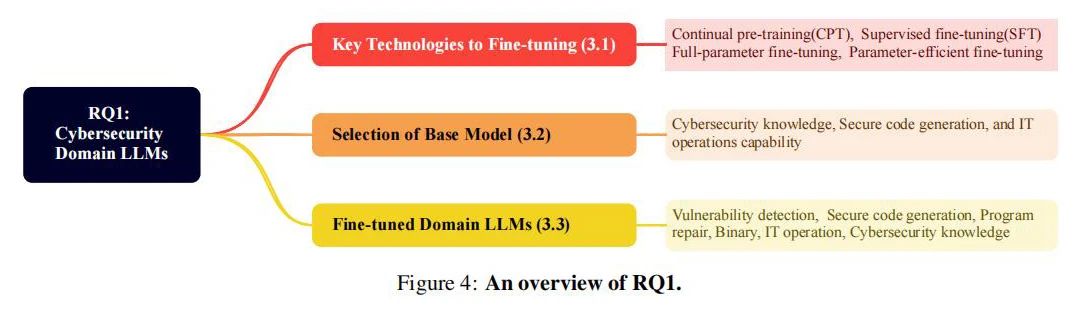 RQ1:
Cybersecurity
Domain LLMs
Key Technologies to Fine-tuning (3.1)
Continual pre-training(CPT), Supervised fine-tuning(SFT)
Full-parameter fine-tuning, Parameter-efficient fine-tuning
Selection of Base Model (3.2)
Cybersecurity knowledge, Secure code generation, and IT
operations capability
Fine-tuned Domain LLMs (3.3)
Vulnerability detection, Secure code generation, Program
repair, Binary, IT operation, Cybersecurity knowledge
Figure 4: An overview of RQ1.